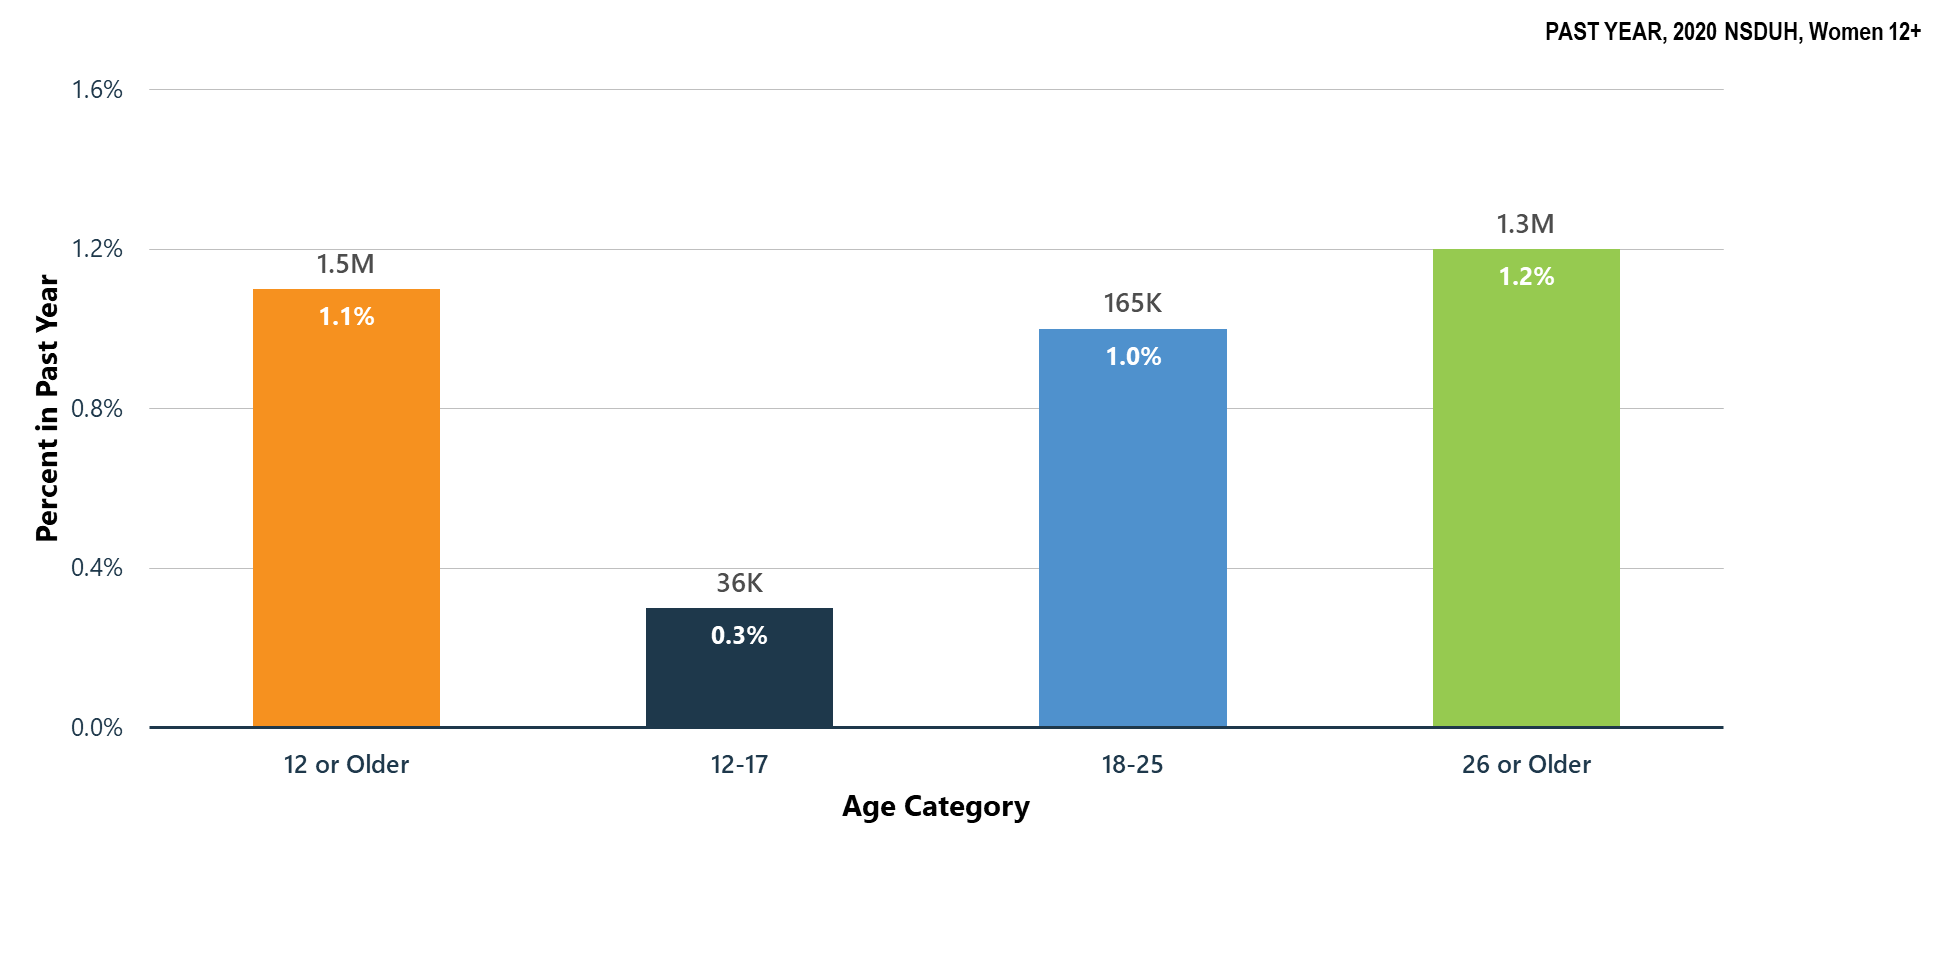 PAST YEAR, 2020 NSDUH, Women 12+
Percent in Past Year
1.6%
1.2%
0.8%
0.4%
0.0%
1.5M
1.1%
36K
0.3%
165K
1.0%
1.3M
1.2%
12 or Older
12-17
18-25
26 or Older
Age Category